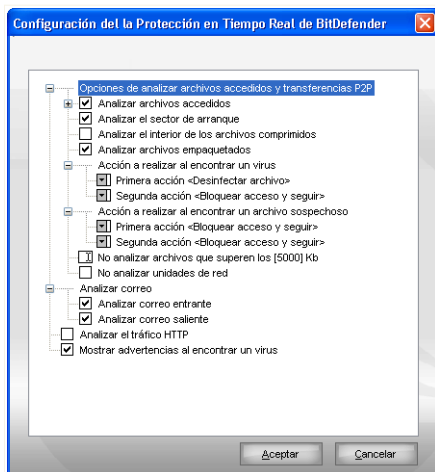 Configuración del la Protección en Tiempo Real de BitDefender
Opciones de analizar archivos accedidos y transferencias P2P
Analizar archivos accedidos
Analizar el sector de arranque
Analizar el interior de los archivos comprimidos
Analizar archivos empaquetados
Acción a realizar al encontrar un virus
Primera acción <Desinfectar archivo>
Segunda acción <Bloquear acceso y seguir>
Acción a realizar al encontrar un archivo sospechoso
Primera acción <Bloquear acceso y seguir>
Segunda acción <Bloquear acceso y seguir>
No analizar archivos que superen los [5000] Kb
No analizar unidades de red
Analizar correo
Analizar correo entrante
Analizar correo saliente
Analizar el tráfico HTTP
Mostrar advertencias al encontrar un virus
Aceptar Cancelar